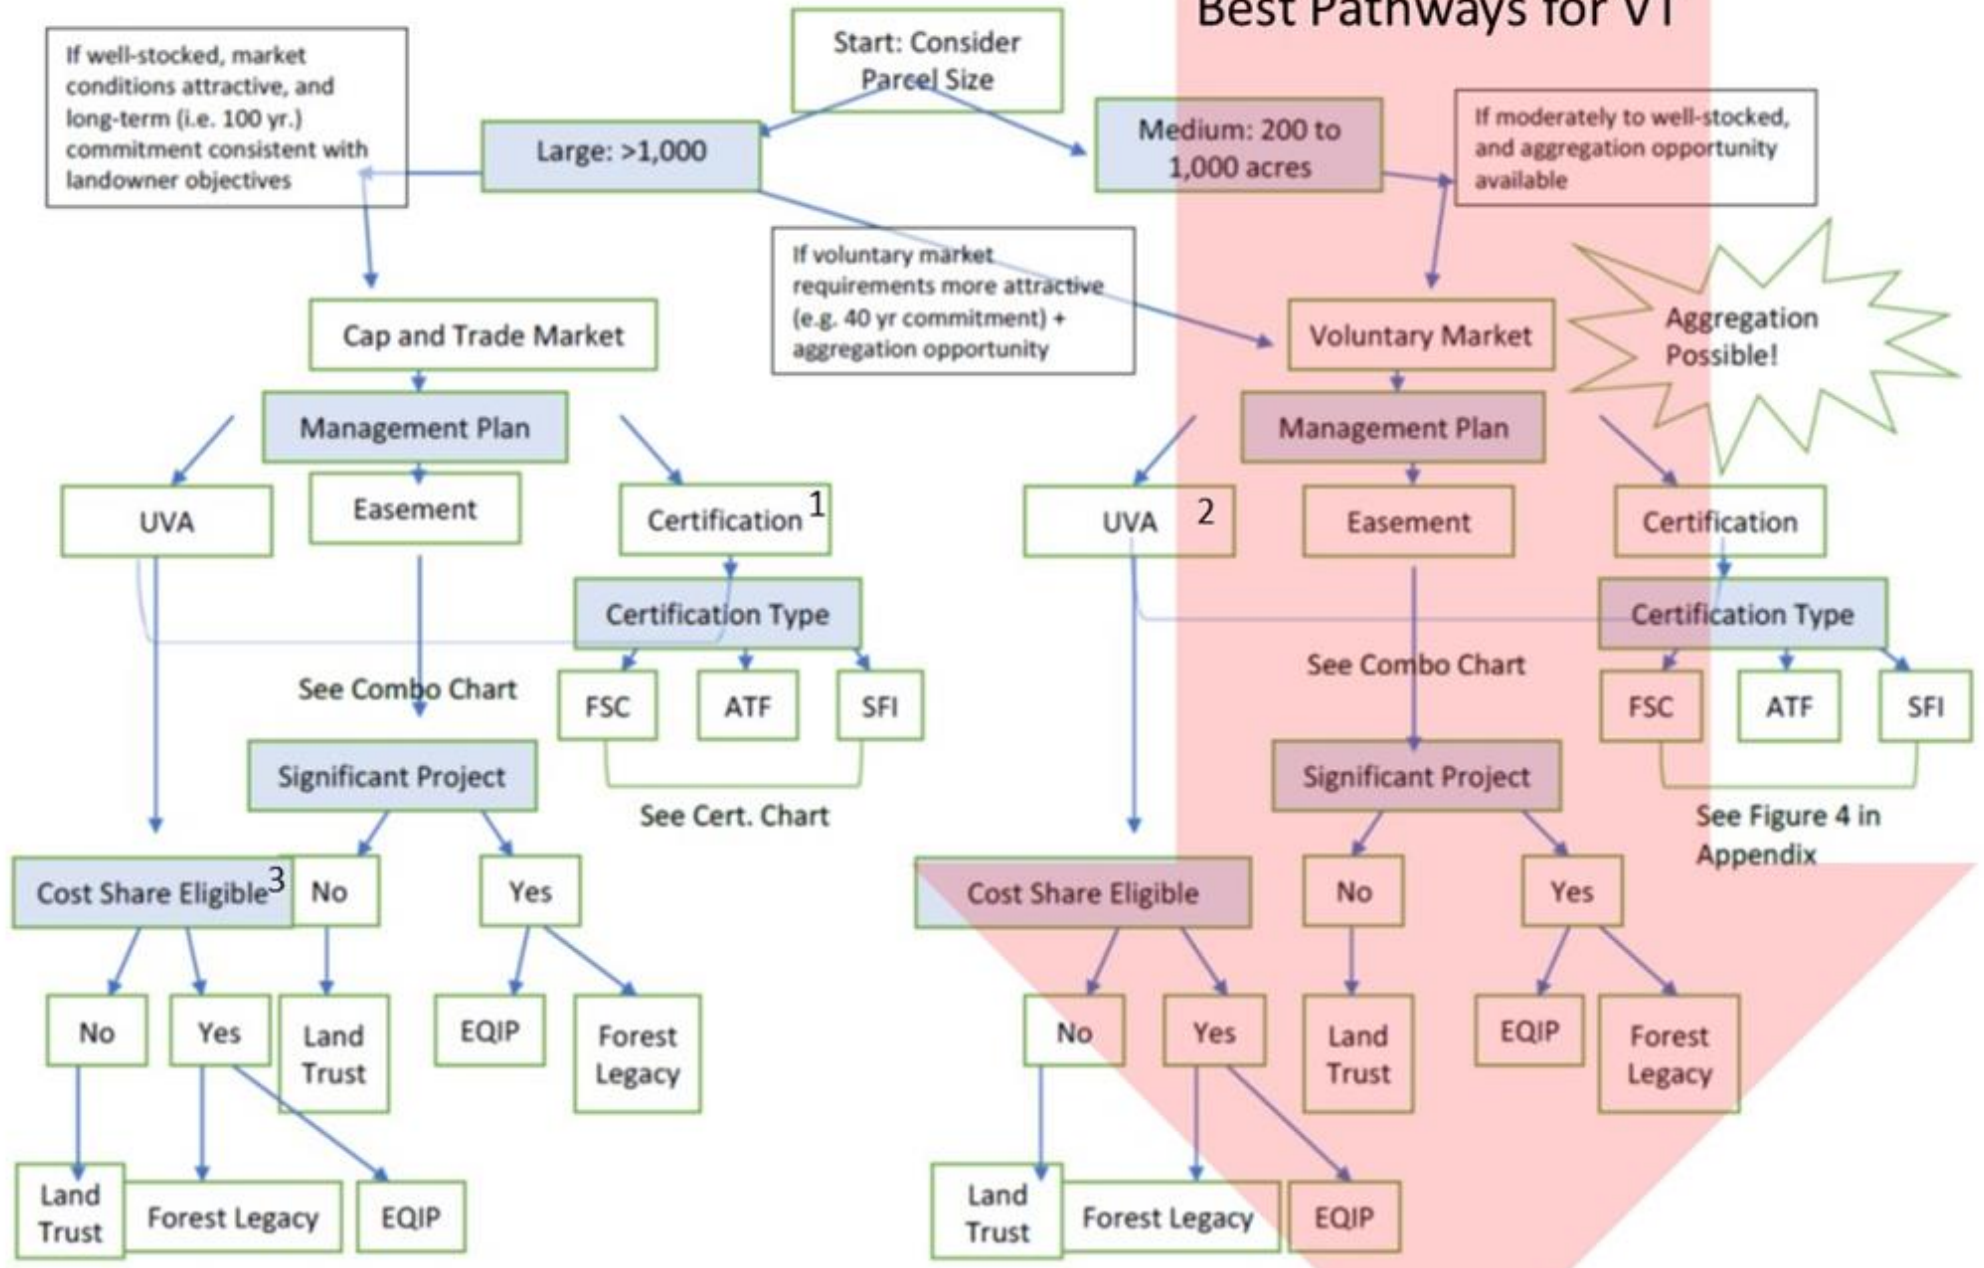 Best Pathways for VT
Start: Consider
Parcel Size
If well-stocked, market
conditions attractive, and
long-term (i.e. 100 yr.)
commitment consistent with
landowner objectives
Large: >1,000
Medium: 200 to
1,000 acres
If moderately to well-stocked,
and aggregation opportunity
available
If voluntary market
requirements more attractive
(e.g. 40 yr commitment) +
aggregation opportunity
Aggregation
Possible!
Cap and Trade Market
Voluntary Market
Management Plan
Management Plan
UVA
Easement
Certification 1
UVA 2
Easement
Certification
Certification Type
Certification Type
See Combo Chart
See Combo Chart
FSC
ATF
SFI
FSC
ATF
SFI
Significant Project
See Cert. Chart
Significant Project
See Figure 4 in
Appendix
Cost Share Eligible 3
No
Yes
Cost Share Eligible
No
Yes
No
Yes
Land
Trust
EQIP
Forest
Legacy
No
Yes
Land
Trust
EQIP
Forest
Legacy
Land
Trust
Forest Legacy
EQIP
Land
Trust
Forest Legacy
EQIP